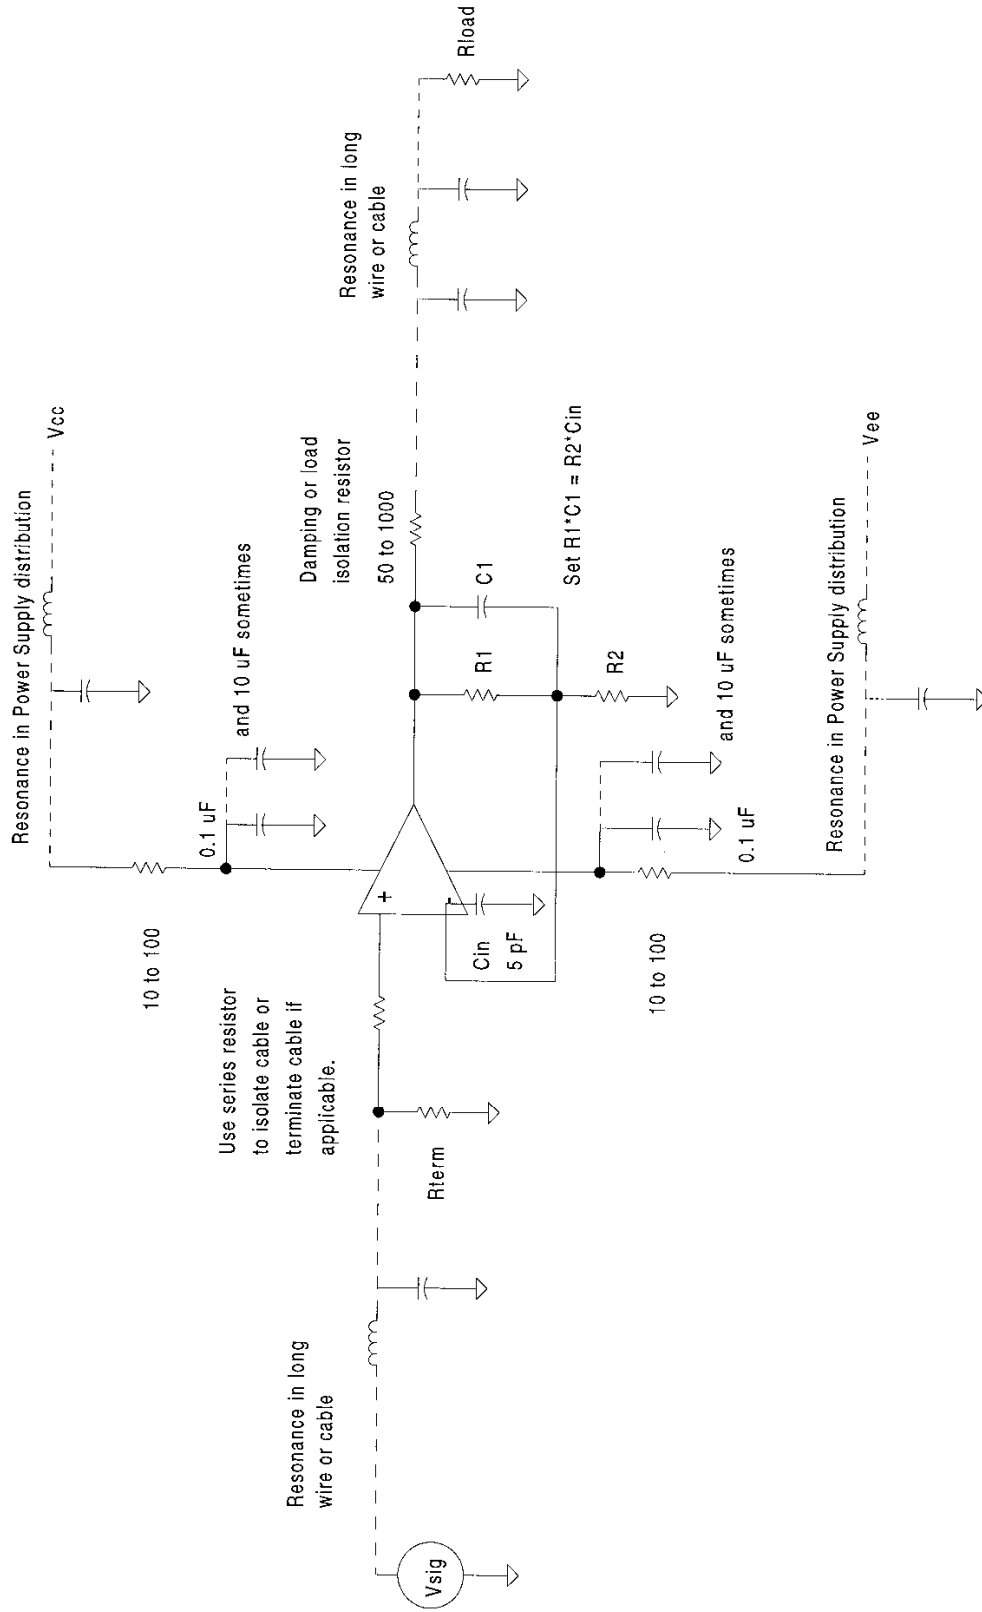 Resonance in Power Supply distribution
Vcc
10 to 100
0.1 uF
and 10 uF sometimes
Use series resistor
to isolate cable or
terminate cable if
applicable.
Damping or load
isolation resistor
50 to 1000
Resonance in long
wire or cable
Rload
Resonance in long
wire or cable
Vsig
Rterm
+
-
Cin
5 pF
R1
C1
R2
Set R1*C1 = R2*Cin
10 to 100
0.1 uF
and 10 uF sometimes
Resonance in Power Supply distribution
Vee